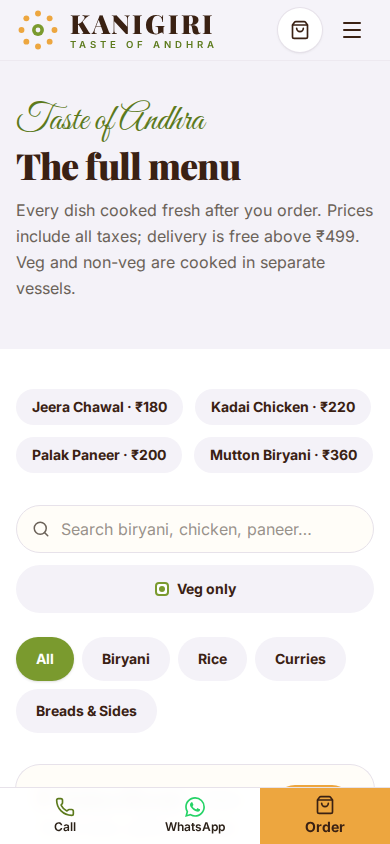 KANIGIRI
TASTE OF ANDHRA
Taste of Andhra
The full menu
Every dish cooked fresh after you order. Prices
include all taxes; delivery is free above ₹499.
Veg and non-veg are cooked in separate
vessels.
Jeera Chawal · ₹180
Kadai Chicken · ₹220
Palak Paneer · ₹200
Mutton Biryani · ₹360
Search biryani, chicken, paneer...
Veg only
All
Biryani
Rice
Curries
Breads & Sides
Call
WhatsApp
Order